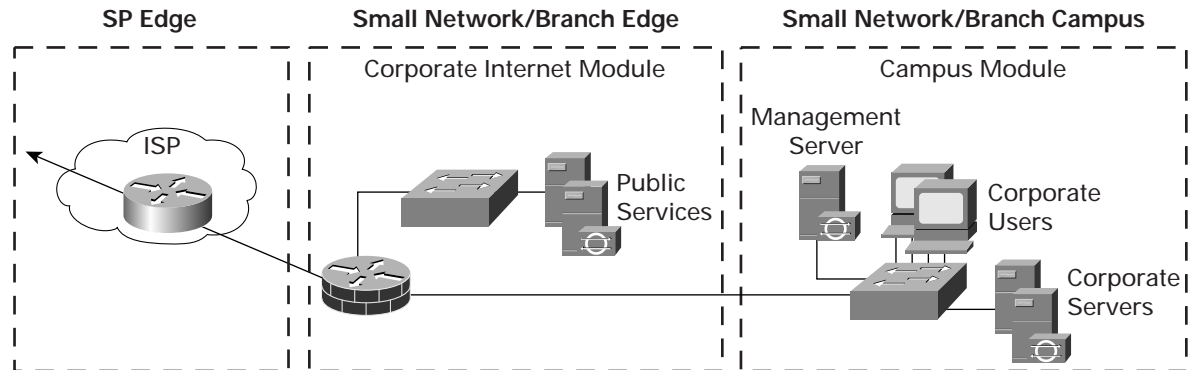 SP Edge
Small Network/Branch Edge
Small Network/Branch Campus
Corporate Internet Module
Campus Module
ISP
Public
Services
Management
Server
Corporate
Users
Corporate
Servers